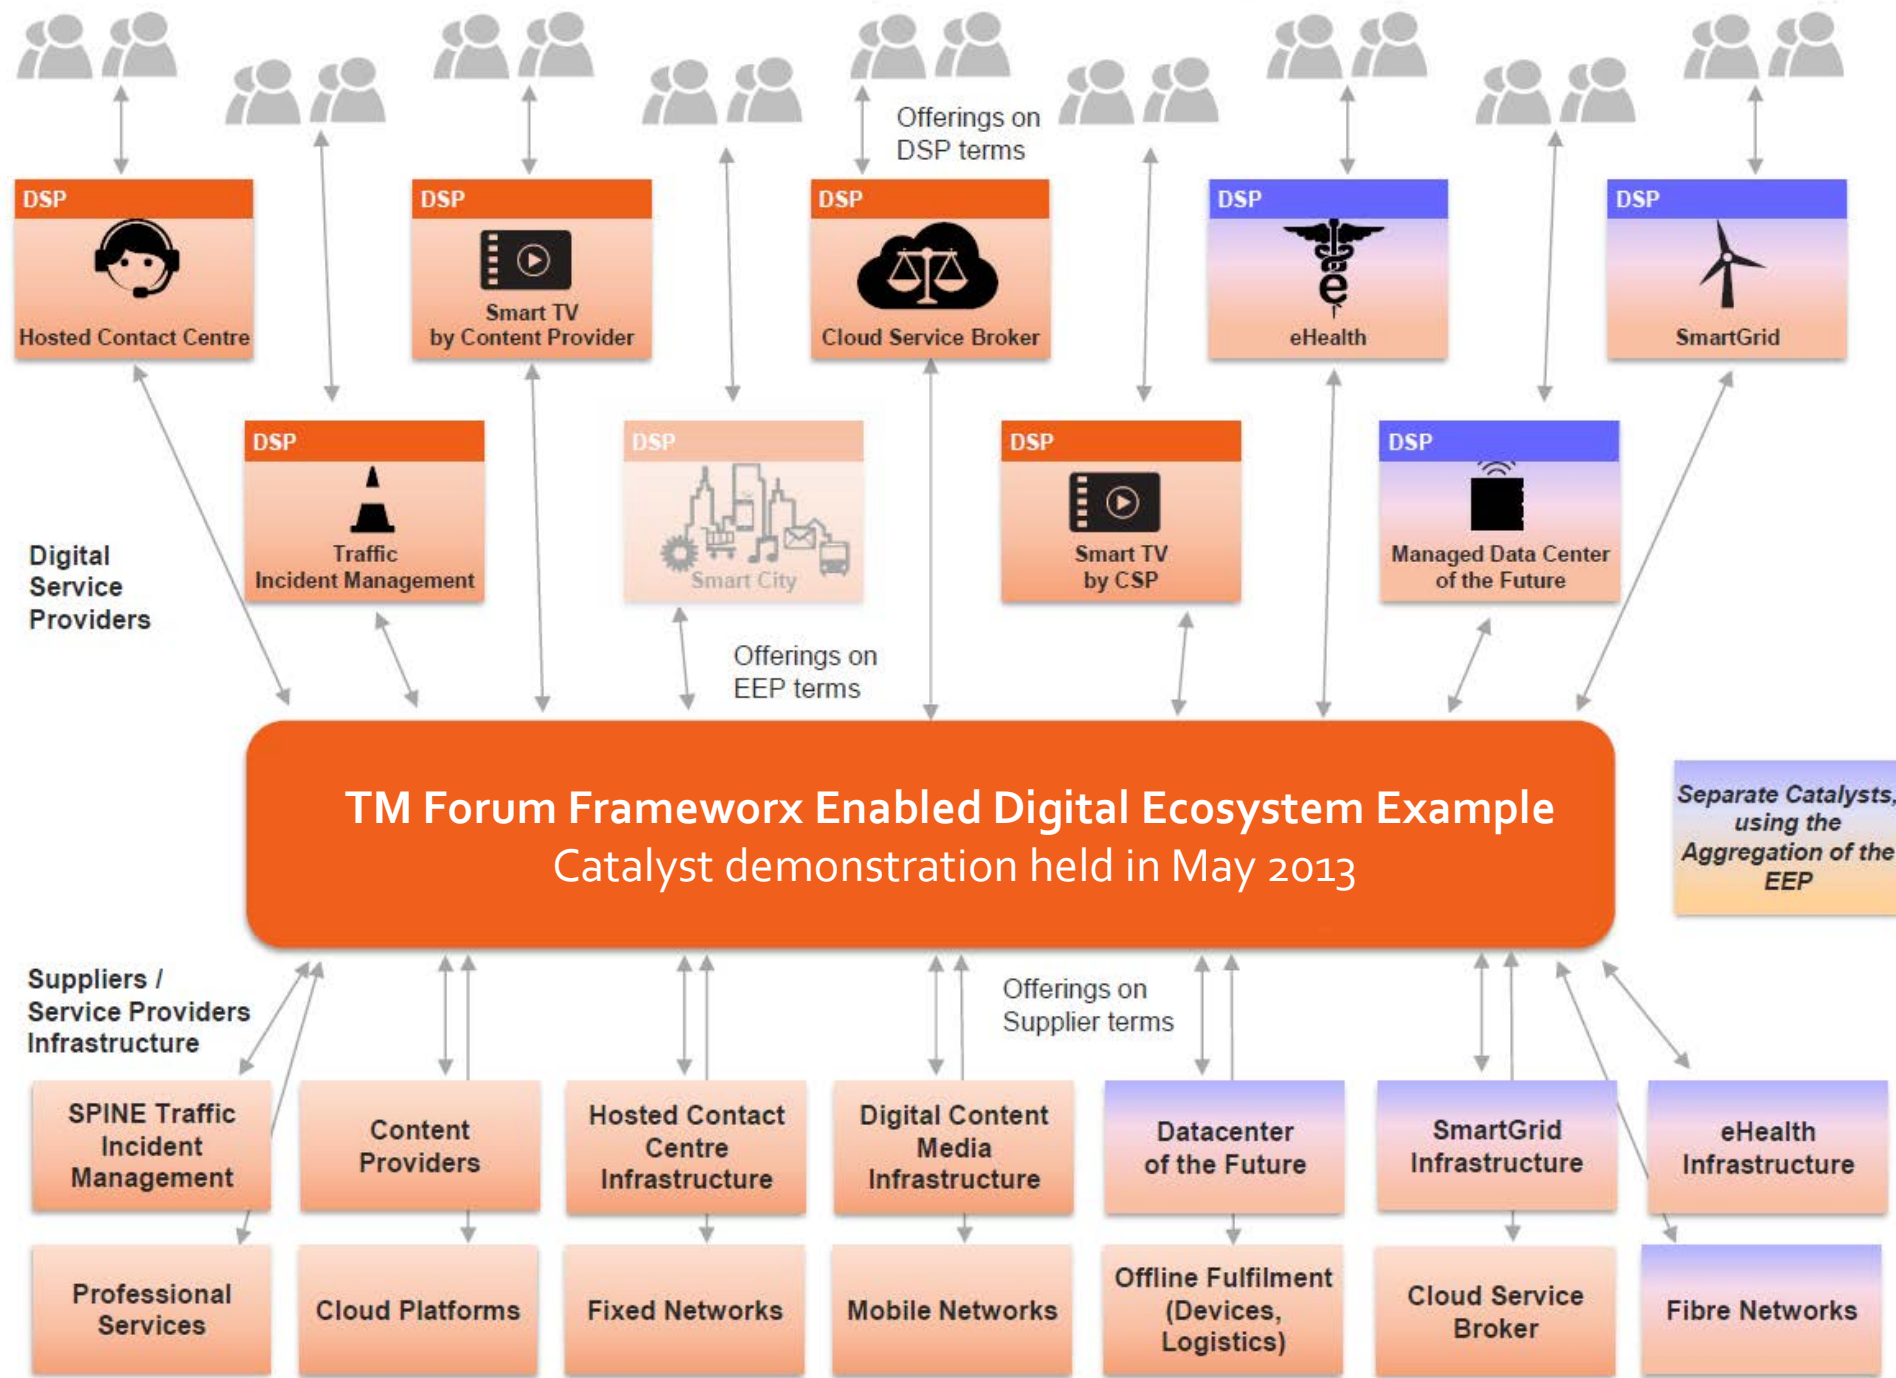 Offerings on
DSP terms
DSP
Hosted Contact Centre
DSP
Smart TV
by Content Provider
DSP
Cloud Service Broker
DSP
eHealth
DSP
SmartGrid
DSP
Traffic
Incident Management
DSP
Smart City
DSP
Smart TV
by CSP
DSP
Managed Data Center
of the Future
Digital
Service
Providers
Offerings on
EEP terms
TM Forum Frameworx Enabled Digital Ecosystem Example
Catalyst demonstration held in May 2013
Separate Catalysts,
using the
Aggregation of the
EEP
Suppliers /
Service Providers
Infrastructure
Offerings on
Supplier terms
SPINE Traffic
Incident
Management
Content
Providers
Hosted Contact
Centre
Infrastructure
Digital Content
Media
Infrastructure
Datacenter
of the Future
SmartGrid
Infrastructure
eHealth
Infrastructure
Professional
Services
Cloud Platforms
Fixed Networks
Mobile Networks
Offline Fulfilment
(Devices,
Logistics)
Cloud Service
Broker
Fibre Networks